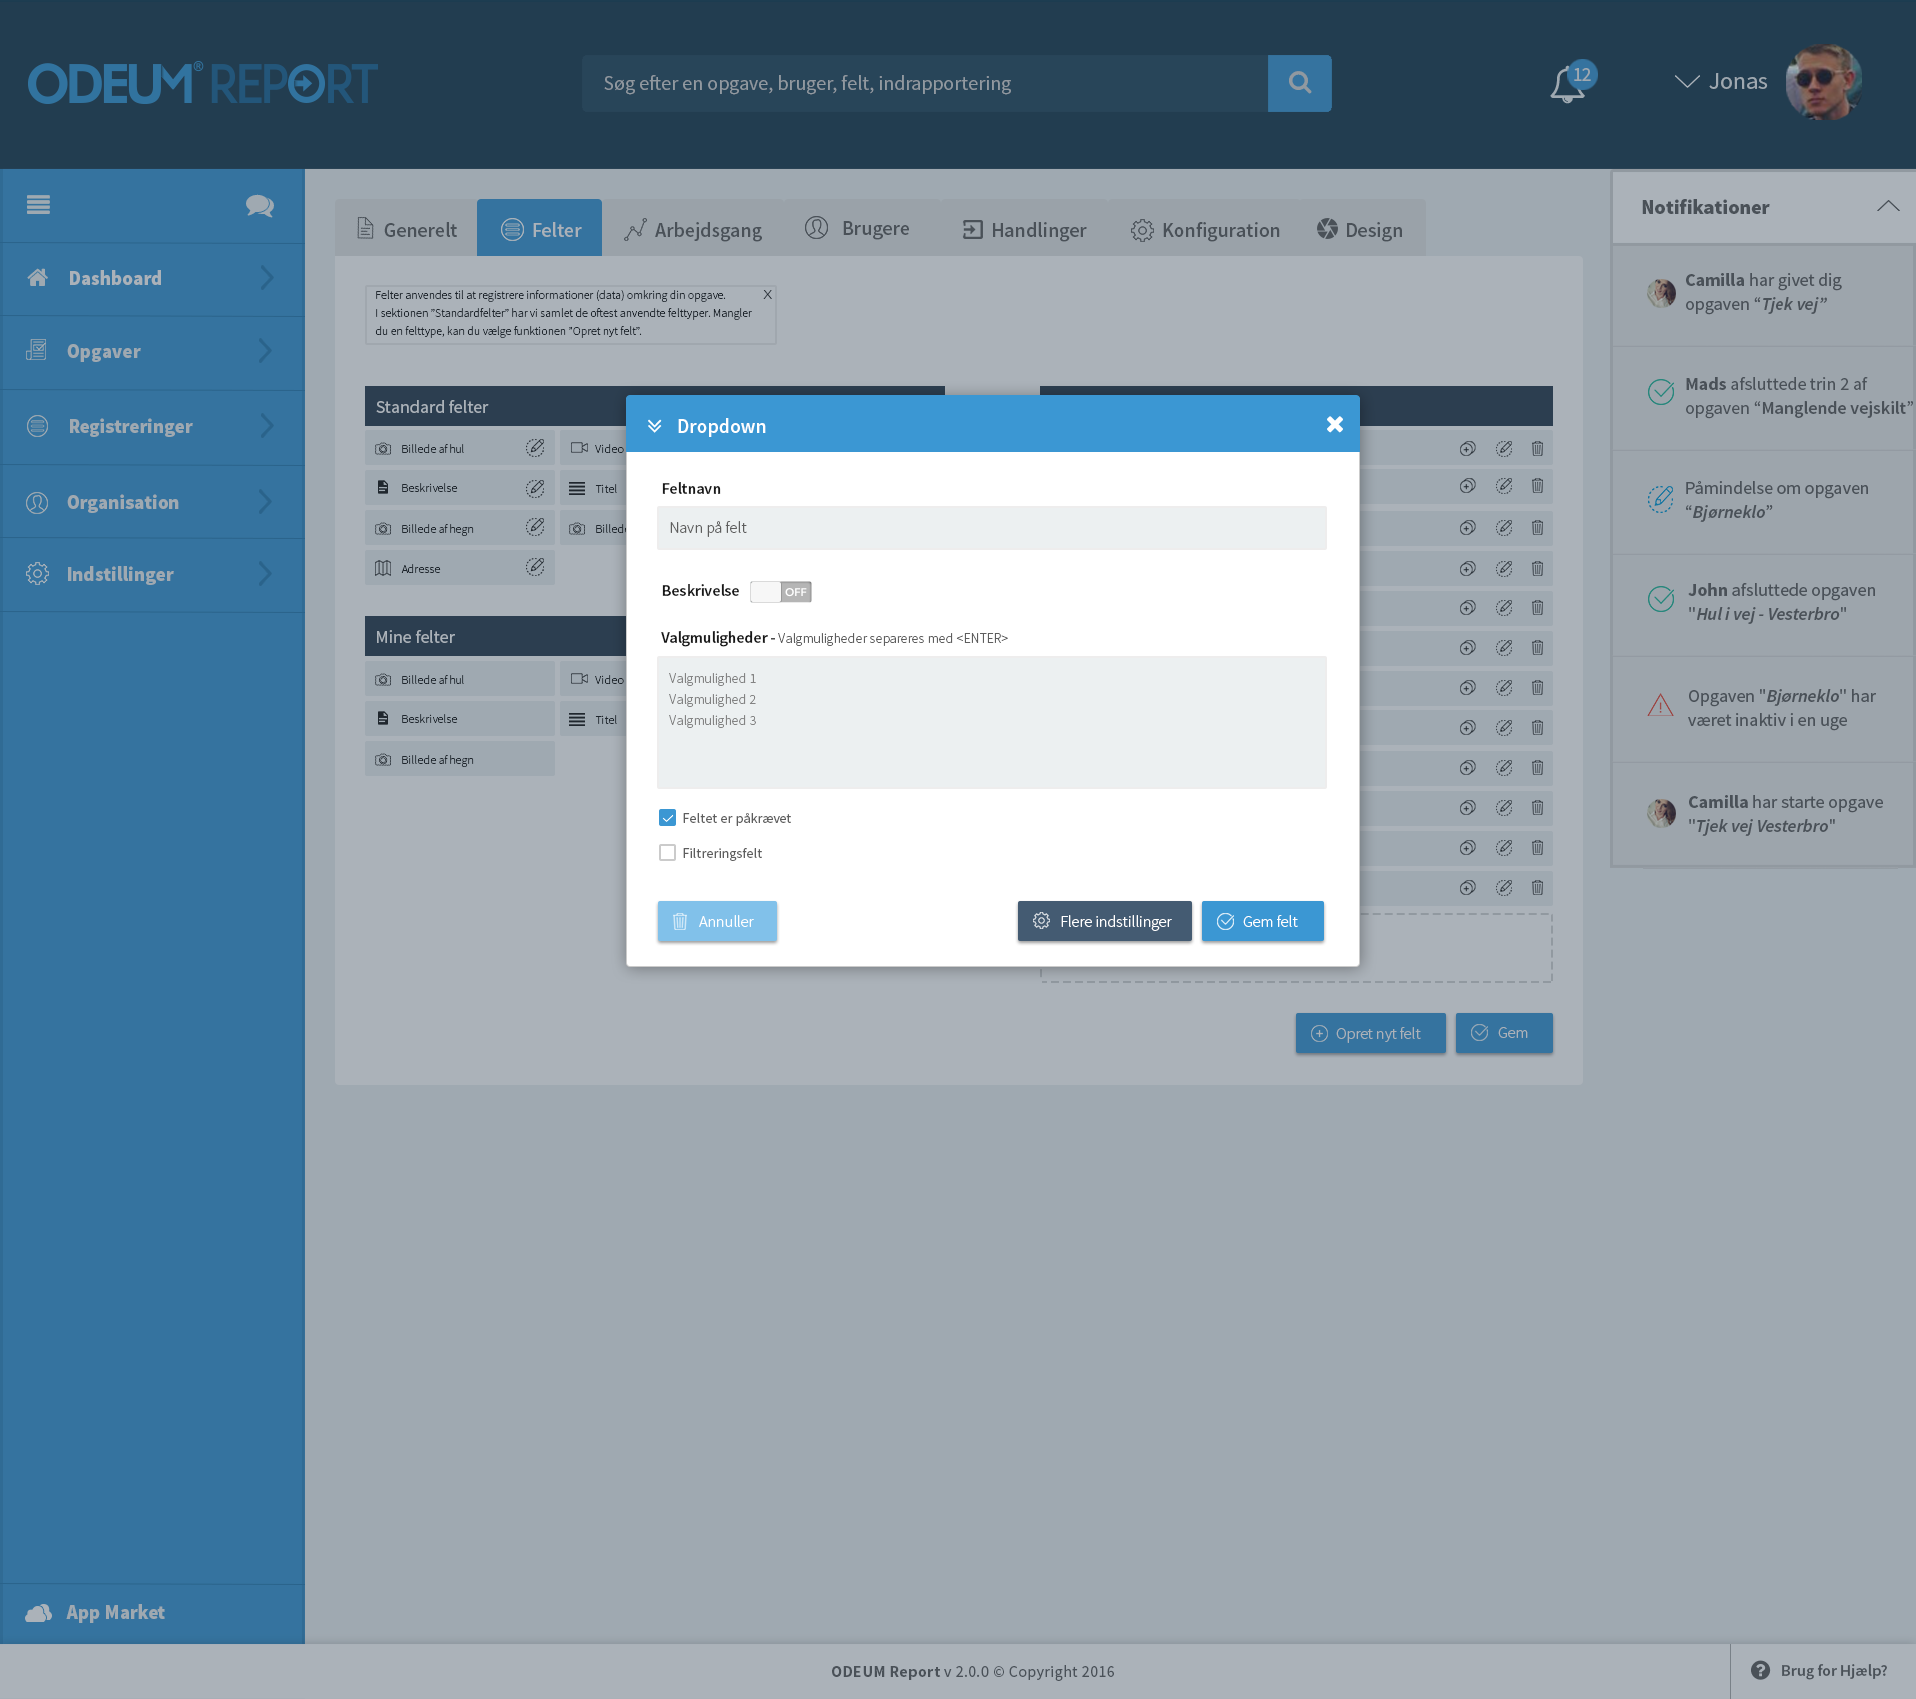 ODEUM® REPORT
Søg efter en opgave, bruger, felt, indrapportering
12
Jonas
Dashboard
Opgaver
Registreringer
Organisation
Indstillinger
App Market
Generelt
Felter
Arbejdsgang
Brugere
Handlinger
Konfiguration
Design
Felter anvendes til at registrere informationer (data) omkring din opgave.
X
I sektionen "Standardfelter" har vi samlet de oftest anvendte felttyper. Mangler
du en felttype, kan du vælge funktionen "Opret nyt felt".
Standard felter
Billede af hul
Video
Beskrivelse
Titel
Billede af hegn
Billede
Adresse
Mine felter
Billede af hul
Video
Beskrivelse
Titel
Billede af hegn
Dropdown
Feltnavn
Navn på felt
Beskrivelse
OFF
Valgmuligheder - Valgmuligheder separeres med <ENTER>
Valgmulighed 1
Valgmulighed 2
Valgmulighed 3
Feltet er påkrævet
Filtreringsfelt
Annuller
Flere indstillinger
Gem felt
Opret nyt felt
Gem
Notifikationer
Camilla har givet dig
opgaven “Tjek vej”
Mads afsluttede trin 2 af
opgaven “Manglende vejskilt”
Påmindelse om opgaven
“Bjørneklo”
John afsluttede opgaven
"Hul i vej - Vesterbro"
Opgaven "Bjørneklo" har
været inaktiv i en uge
Camilla har starte opgave
"Tjek vej Vesterbro"
ODEUM Report v 2.0.0 © Copyright 2016
Brug for Hjælp?